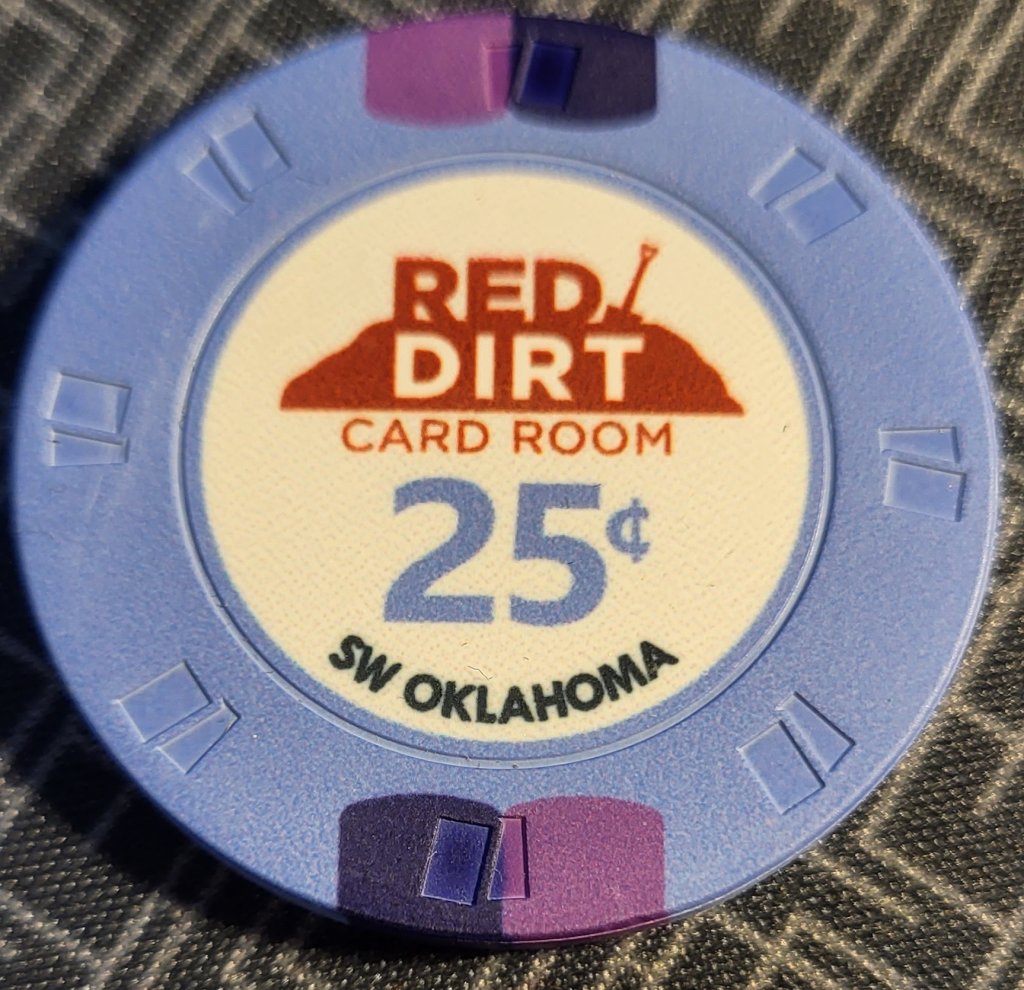 RED
DIRT
CARD ROOM
25¢
SW OKLAHOMA